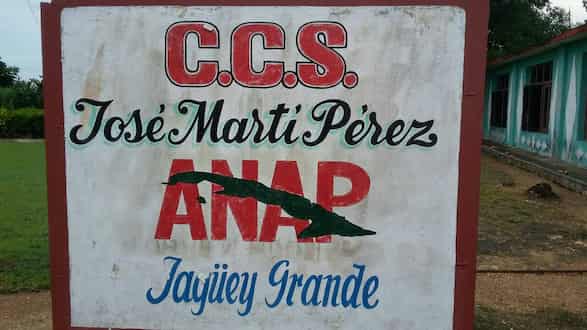 C.C.S.
José Martí Pérez
ANAP
Jagüey Grande